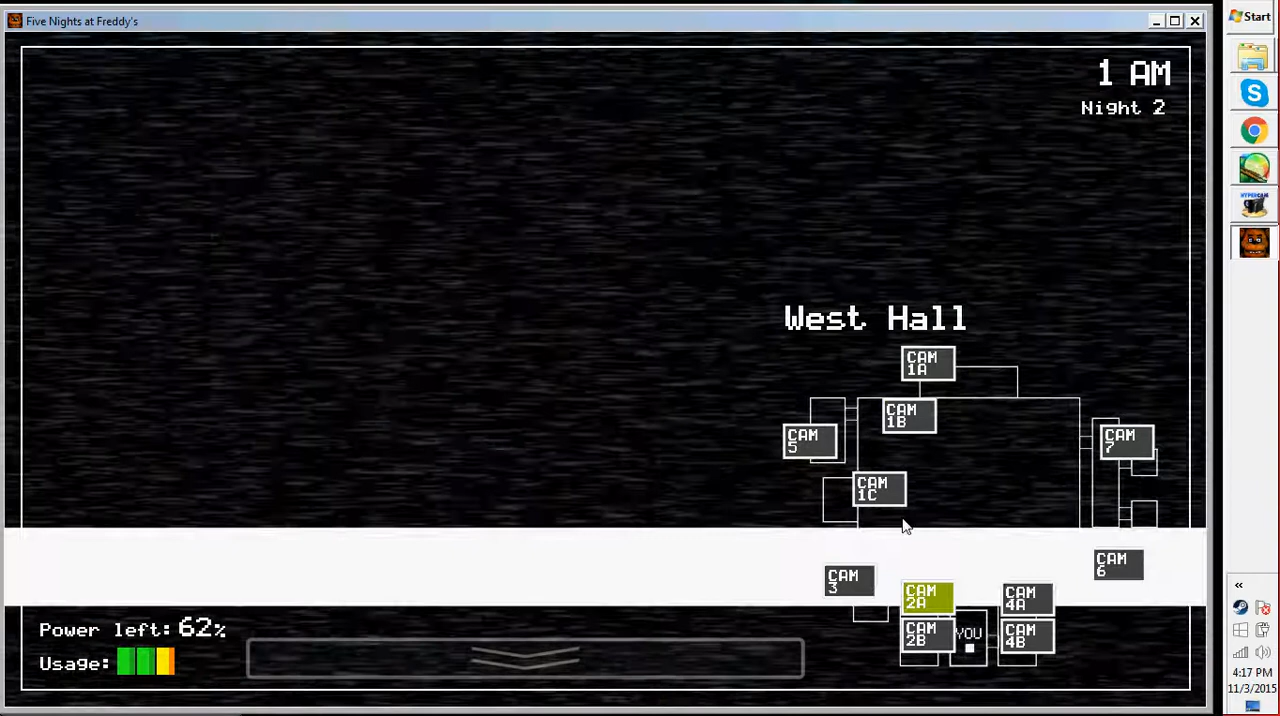 Five Nights at Freddy's
Start
1 AM
Night 2
S
HYPERCAM
West Hall
CAM
1A
CAM
1B
CAM
5
CAM
7
CAM
1C
CAM
6
CAM
3
CAM
2A
CAM
4A
CAM
2B
YOU
CAM
4B
Power left: 62%
Usage:
«
4:17 PM
11/3/2015